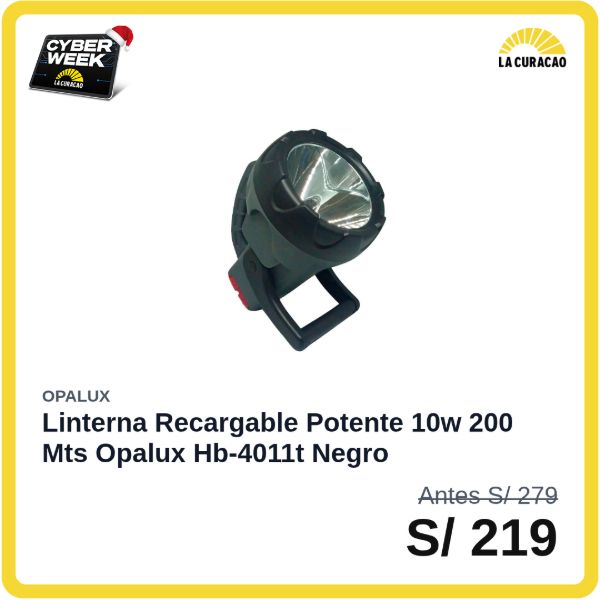 CYBER
WEEK
LA CURACAO
LA CURACAO
OPALUX
Linterna Recargable Potente 10w 200
Mts Opalux Hb-4011t Negro
Antes S/ 279
S/ 219